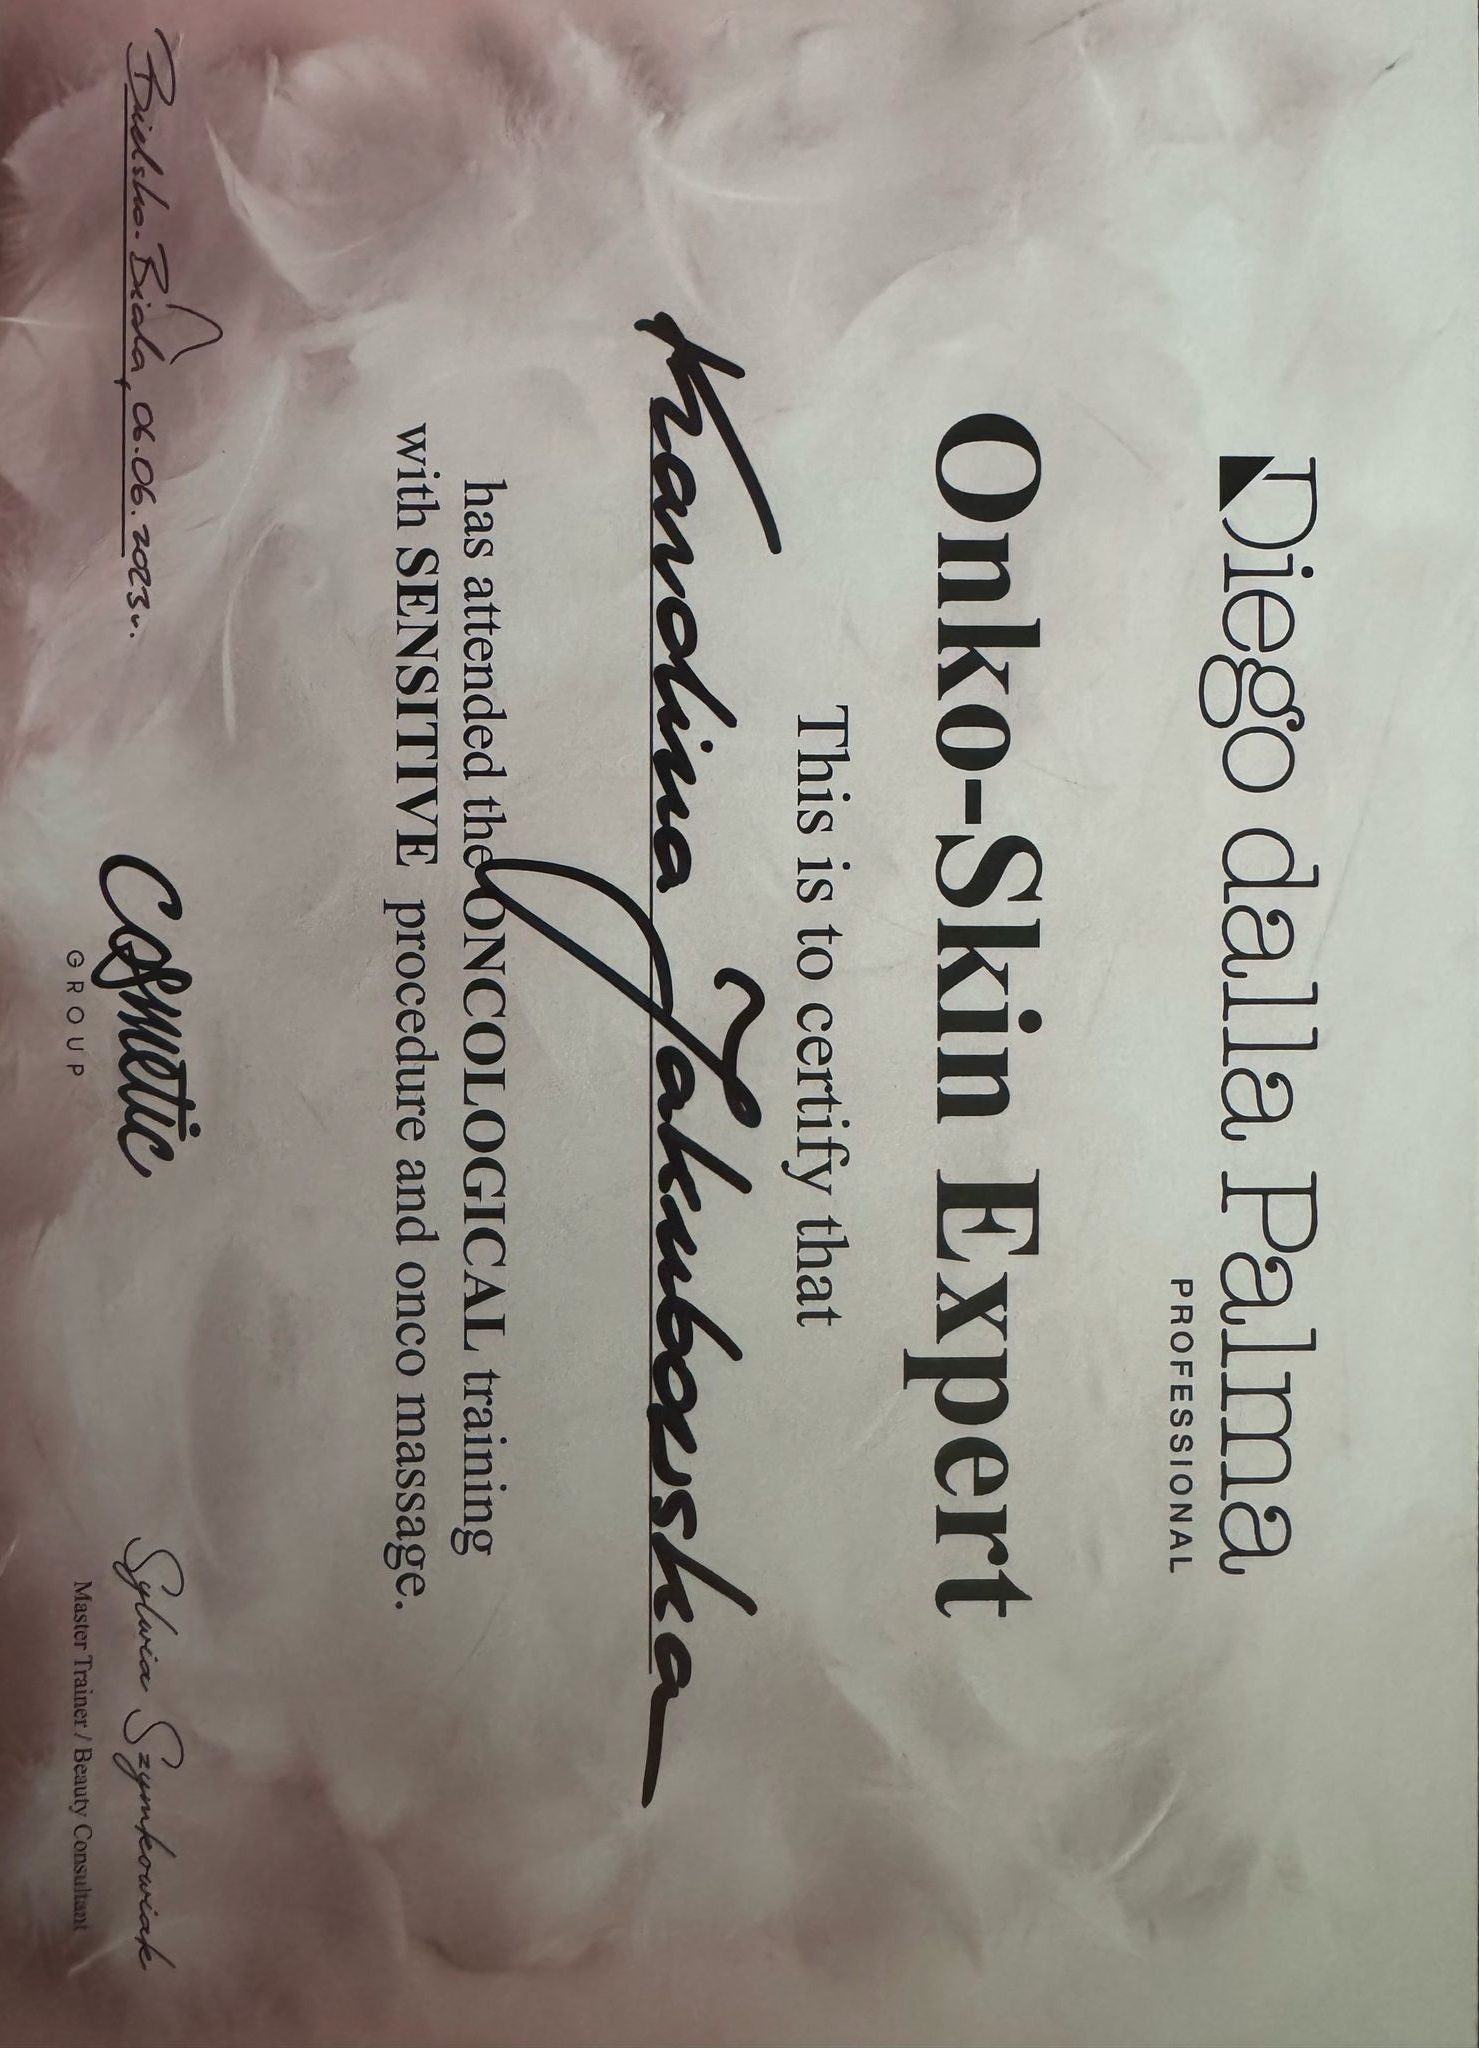 Diego dalla Palma
PROFESSIONAL
Onko-Skin Expert
This is to certify that
Karolina Jakubowska
has attended the ONCOLOGICAL training
with SENSITIVE procedure and onco massage.
Bielsko-Biała, 06.06.2023r.
COSMETIC
GROUP
Sylwia Szymkowiak
Master Trainer / Beauty Consultant